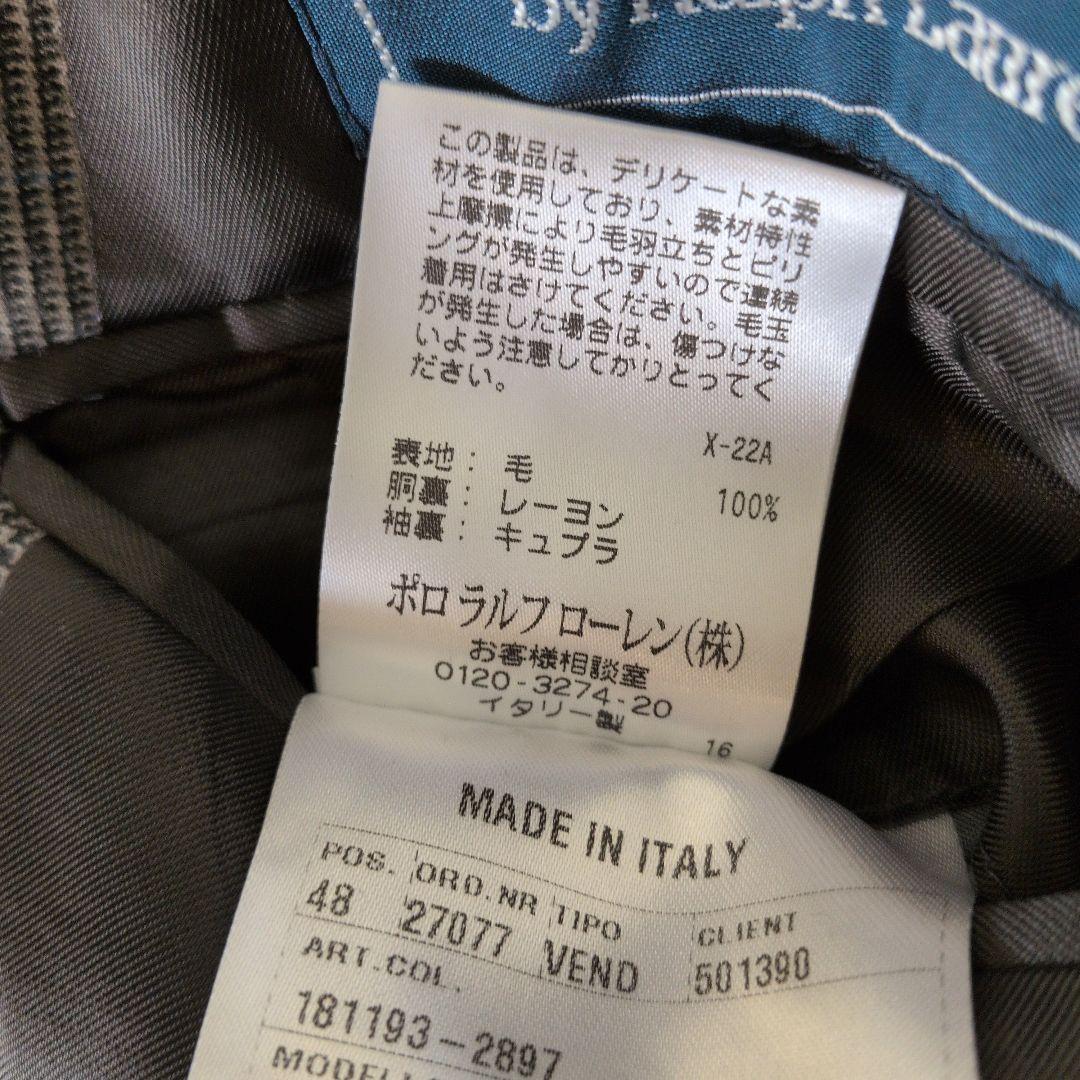 by Ralph Laure
この製品は、デリケートな素
材を使用しており、素材特性
上摩擦により毛羽立ちとピリ
ングが発生しやすいので連続
着用はさけてください。毛玉
が発生した場合は、傷つけな
いよう注意してかりとってく
ださい。
X-22A
表地: 毛 100%
胴裏: レーヨン
袖裏: キュプラ
ポロ ラルフ ローレン(株)
お客様相談室
0120-3274-20
イタリー製
16
MADE IN ITALY
POS. ORD.NR TIPO CLIENT
48 27077 VEND 501390
ART.COL.
181193-2897
MODELL